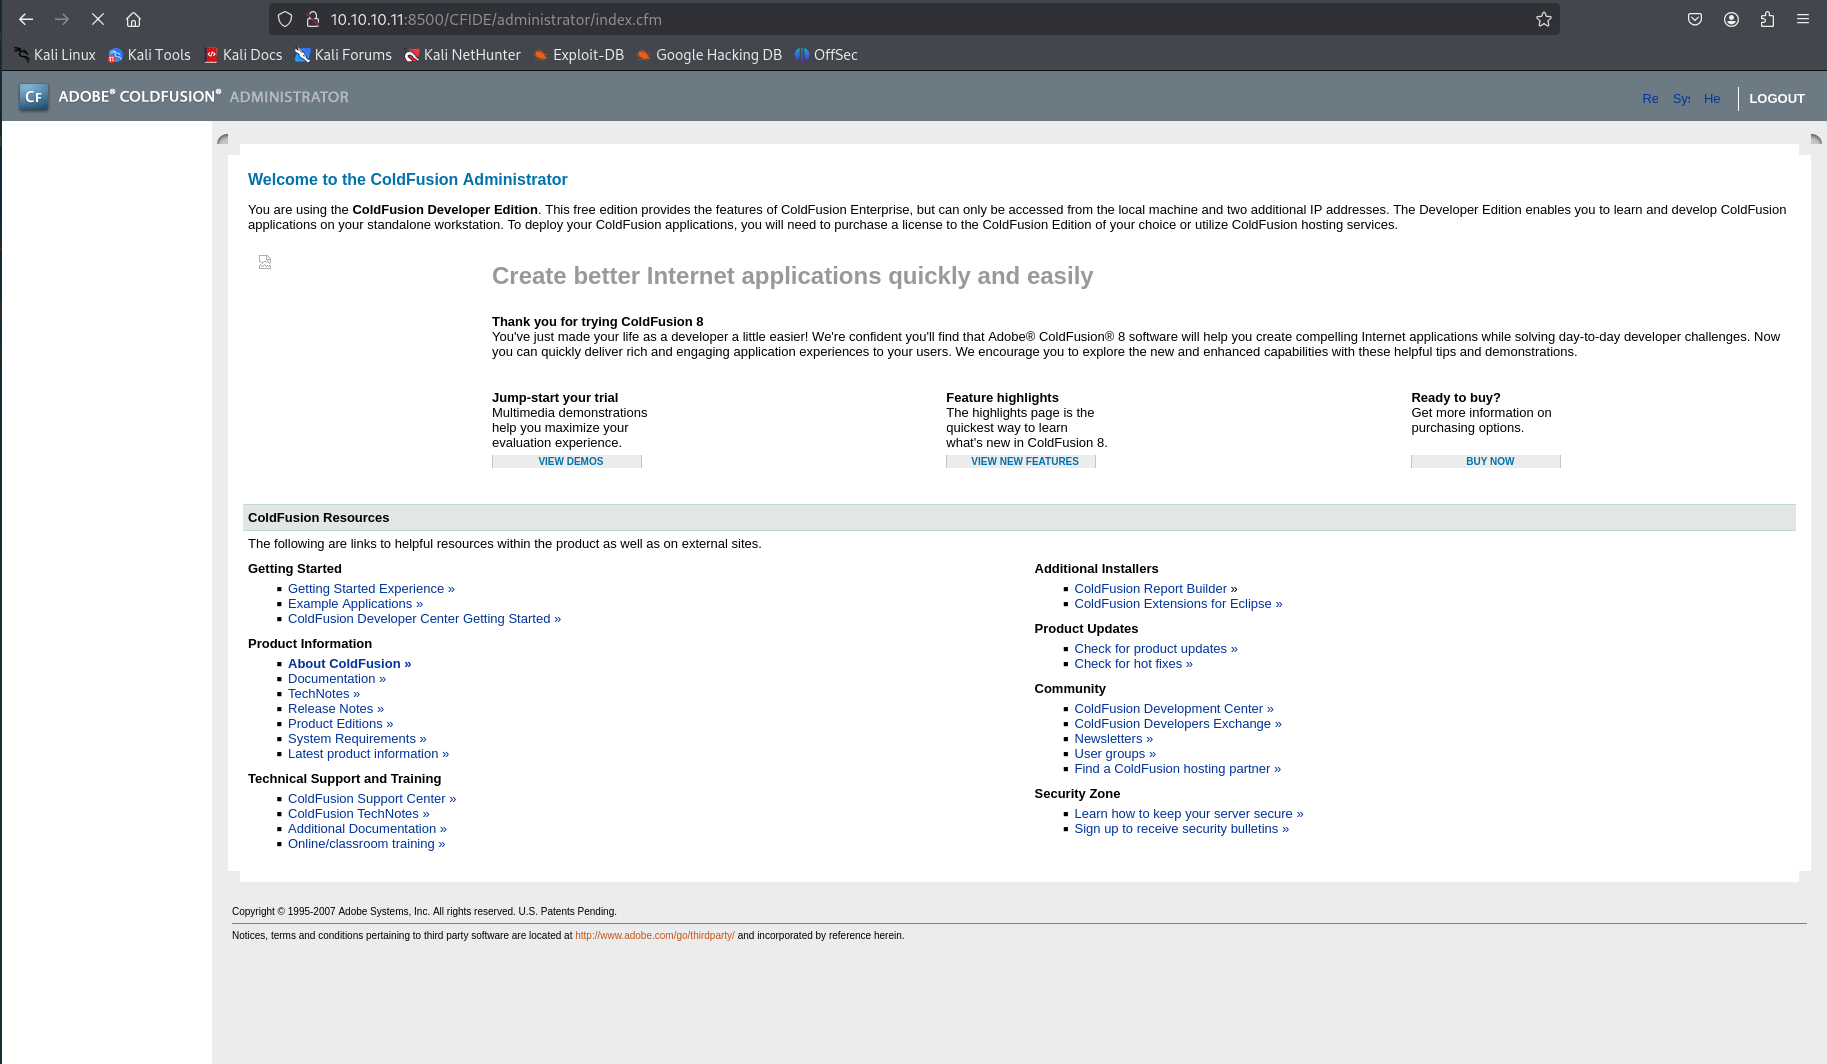 10.10.10.11:8500/CFIDE/administrator/index.cfm
Kali Linux Kali Tools Kali Docs Kali Forums Kali NetHunter Exploit-DB Google Hacking DB OffSec
CF ADOBE® COLDFUSION® ADMINISTRATOR
Re Sys He LOGOUT
Welcome to the ColdFusion Administrator
You are using the ColdFusion Developer Edition. This free edition provides the features of ColdFusion Enterprise, but can only be accessed from the local machine and two additional IP addresses. The Developer Edition enables you to learn and develop ColdFusion
applications on your standalone workstation. To deploy your ColdFusion applications, you will need to purchase a license to the ColdFusion Edition of your choice or utilize ColdFusion hosting services.
Create better Internet applications quickly and easily
Thank you for trying ColdFusion 8
You've just made your life as a developer a little easier! We're confident you'll find that Adobe® ColdFusion® 8 software will help you create compelling Internet applications while solving day-to-day developer challenges. Now
you can quickly deliver rich and engaging application experiences to your users. We encourage you to explore the new and enhanced capabilities with these helpful tips and demonstrations.
Jump-start your trial
Multimedia demonstrations
help you maximize your
evaluation experience.
VIEW DEMOS
Feature highlights
The highlights page is the
quickest way to learn
what's new in ColdFusion 8.
VIEW NEW FEATURES
Ready to buy?
Get more information on
purchasing options.
BUY NOW
ColdFusion Resources
The following are links to helpful resources within the product as well as on external sites.
Getting Started
Getting Started Experience »
Example Applications »
ColdFusion Developer Center Getting Started »
Product Information
About ColdFusion »
Documentation »
TechNotes »
Release Notes »
Product Editions »
System Requirements »
Latest product information »
Technical Support and Training
ColdFusion Support Center »
ColdFusion TechNotes »
Additional Documentation »
Online/classroom training »
Additional Installers
ColdFusion Report Builder »
ColdFusion Extensions for Eclipse »
Product Updates
Check for product updates »
Check for hot fixes »
Community
ColdFusion Development Center »
ColdFusion Developers Exchange »
Newsletters »
User groups »
Find a ColdFusion hosting partner »
Security Zone
Learn how to keep your server secure »
Sign up to receive security bulletins »
Copyright © 1995-2007 Adobe Systems, Inc. All rights reserved. U.S. Patents Pending.
Notices, terms and conditions pertaining to third party software are located at http://www.adobe.com/go/thirdparty/ and incorporated by reference herein.